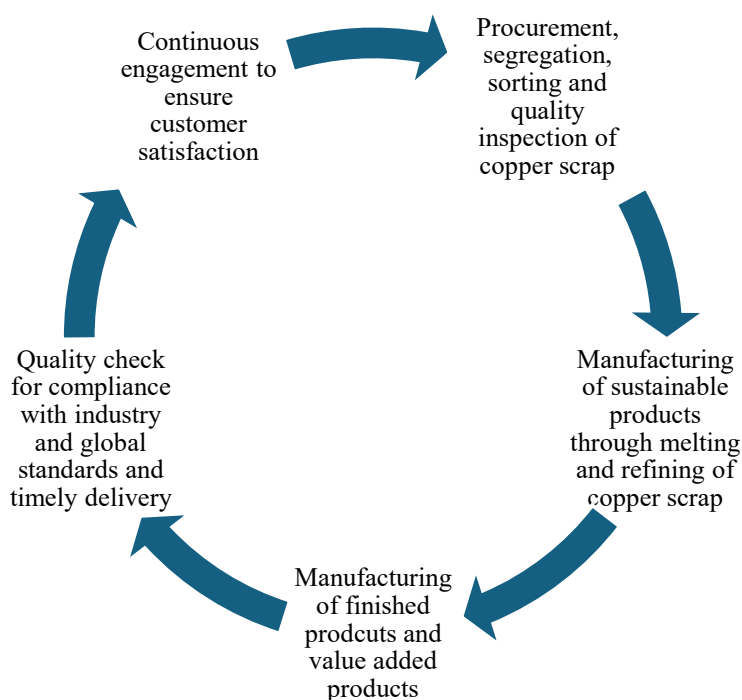 Continuous
engagement to
ensure
customer
satisfaction
Procurement,
segregation,
sorting and
quality
inspection of
copper scrap
Manufacturing
of sustainable
products
through melting
and refining of
copper scrap
Manufacturing
of finished
prodcuts and
value added
products
Quality check
for compliance
with industry
and global
standards and
timely delivery